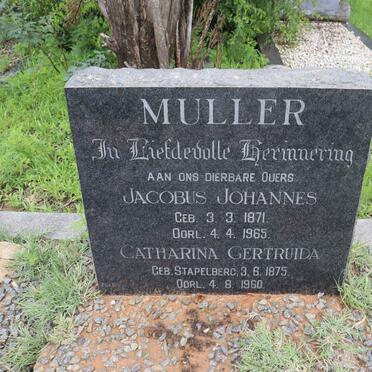 MULLER
In Liefdevolle Herinnering
AAN ONS DIERBARE OUERS
JACOBUS JOHANNES
GEB. 3. 3. 1871.
OORL. 4. 4. 1965.
CATHARINA GERTRUIDA
GEB. STAPELBERG. 3. 6. 1875.
OORL. 4. 8. 1960.